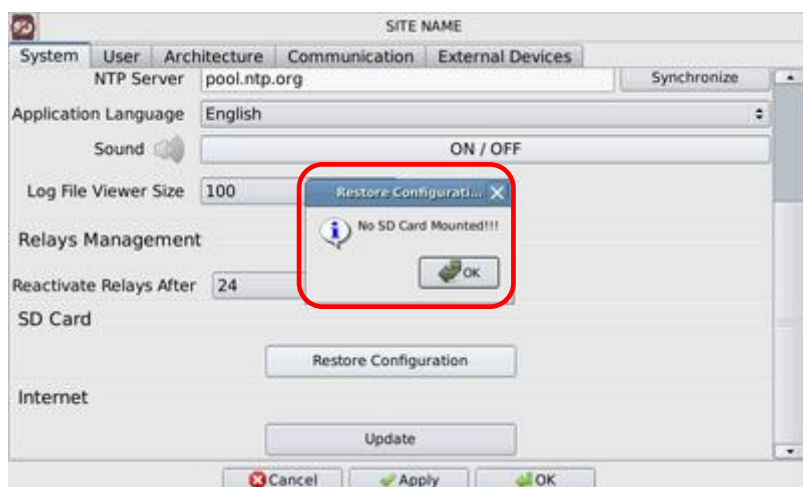 SITE NAME
System User Architecture Communication External Devices
NTP Server pool.ntp.org Synchronize
Application Language English
Sound ON / OFF
Log File Viewer Size 100
Restore Configurati...
No SD Card Mounted!!!
OK
Relays Management
Reactivate Relays After 24
SD Card
Restore Configuration
Internet
Update
Cancel Apply OK